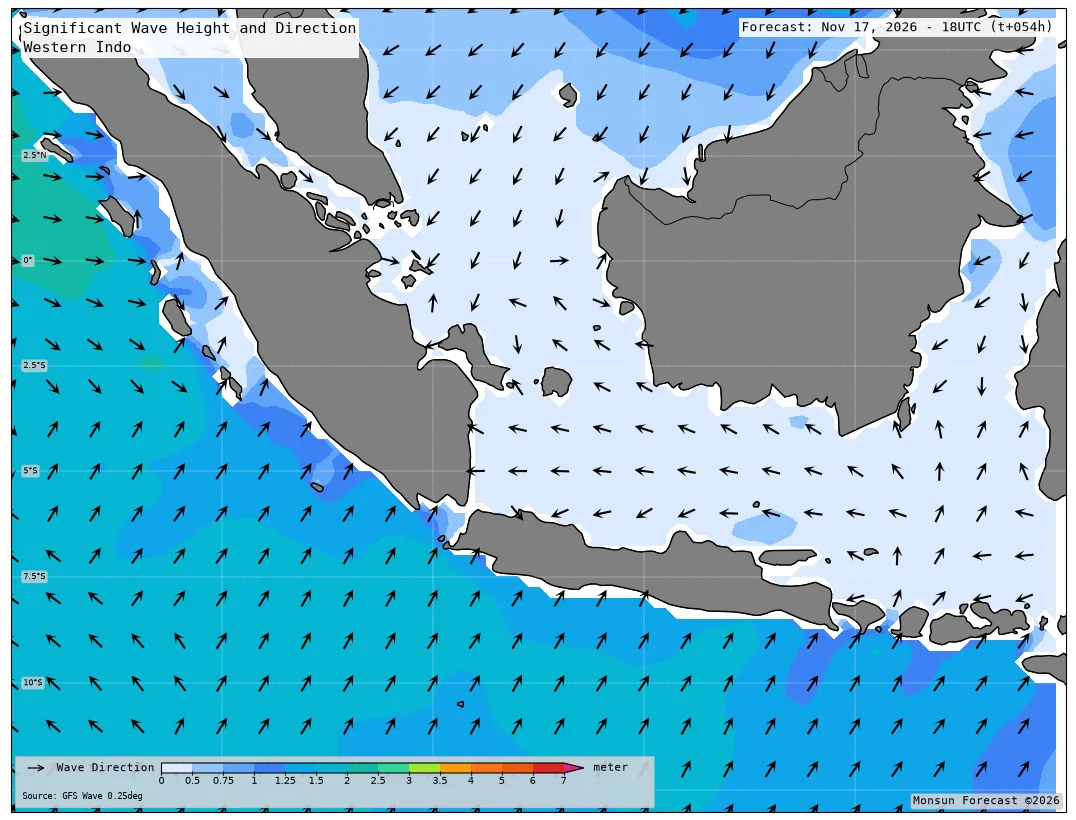 Significant Wave Height and Direction
Western Indo
Forecast: Nov 17, 2026 - 18UTC (t+054h)
2.5°N
0°
2.5°S
5°S
7.5°S
10°S
Wave Direction
0 0.5 0.75 1 1.25 1.5 2 2.5 3 3.5 4 5 6 7
meter
Source: GFS Wave 0.25deg
Monsun Forecast ©2026